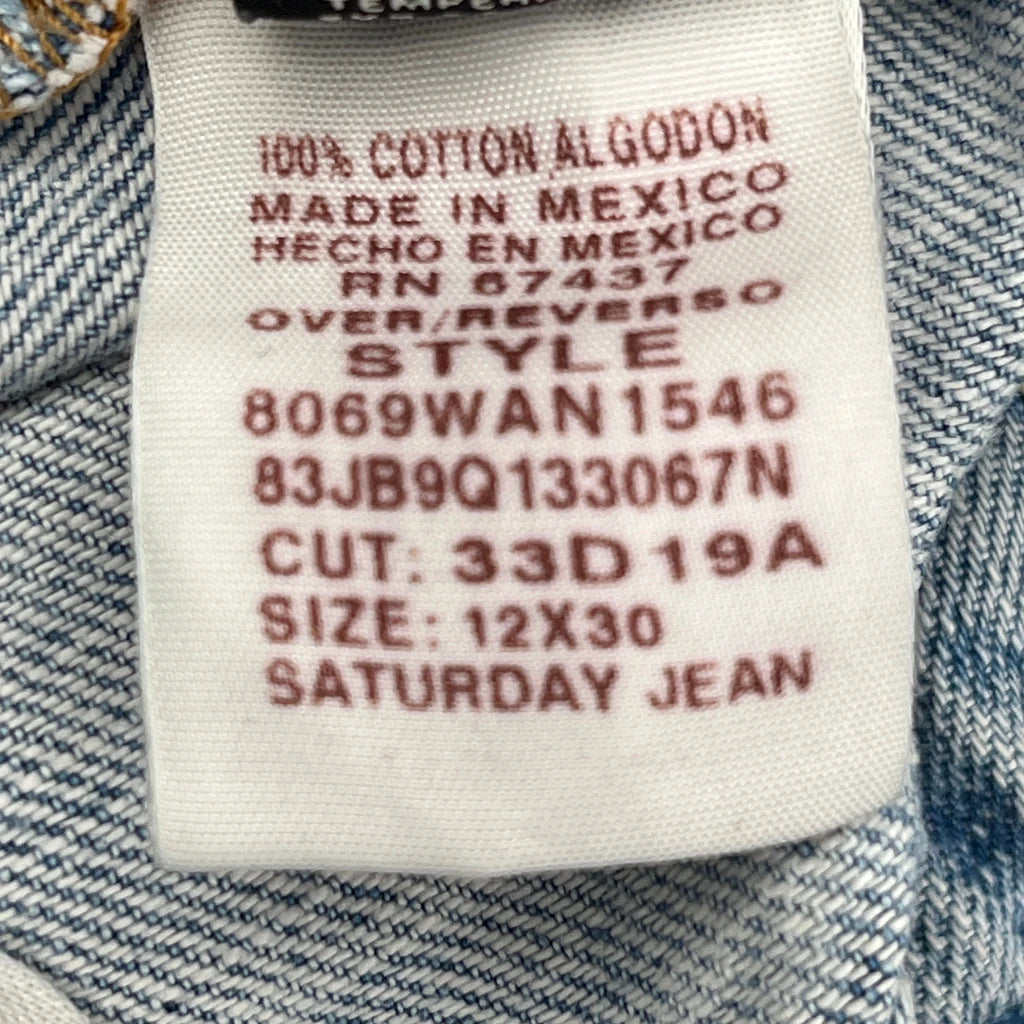 100% COTTON ALGODON
MADE IN MEXICO
HECHO EN MEXICO
RN 67437
OVER/REVERSO
STYLE
8069WAN1546
83JB9Q133067N
CUT: 33D19A
SIZE: 12X30
SATURDAY JEAN